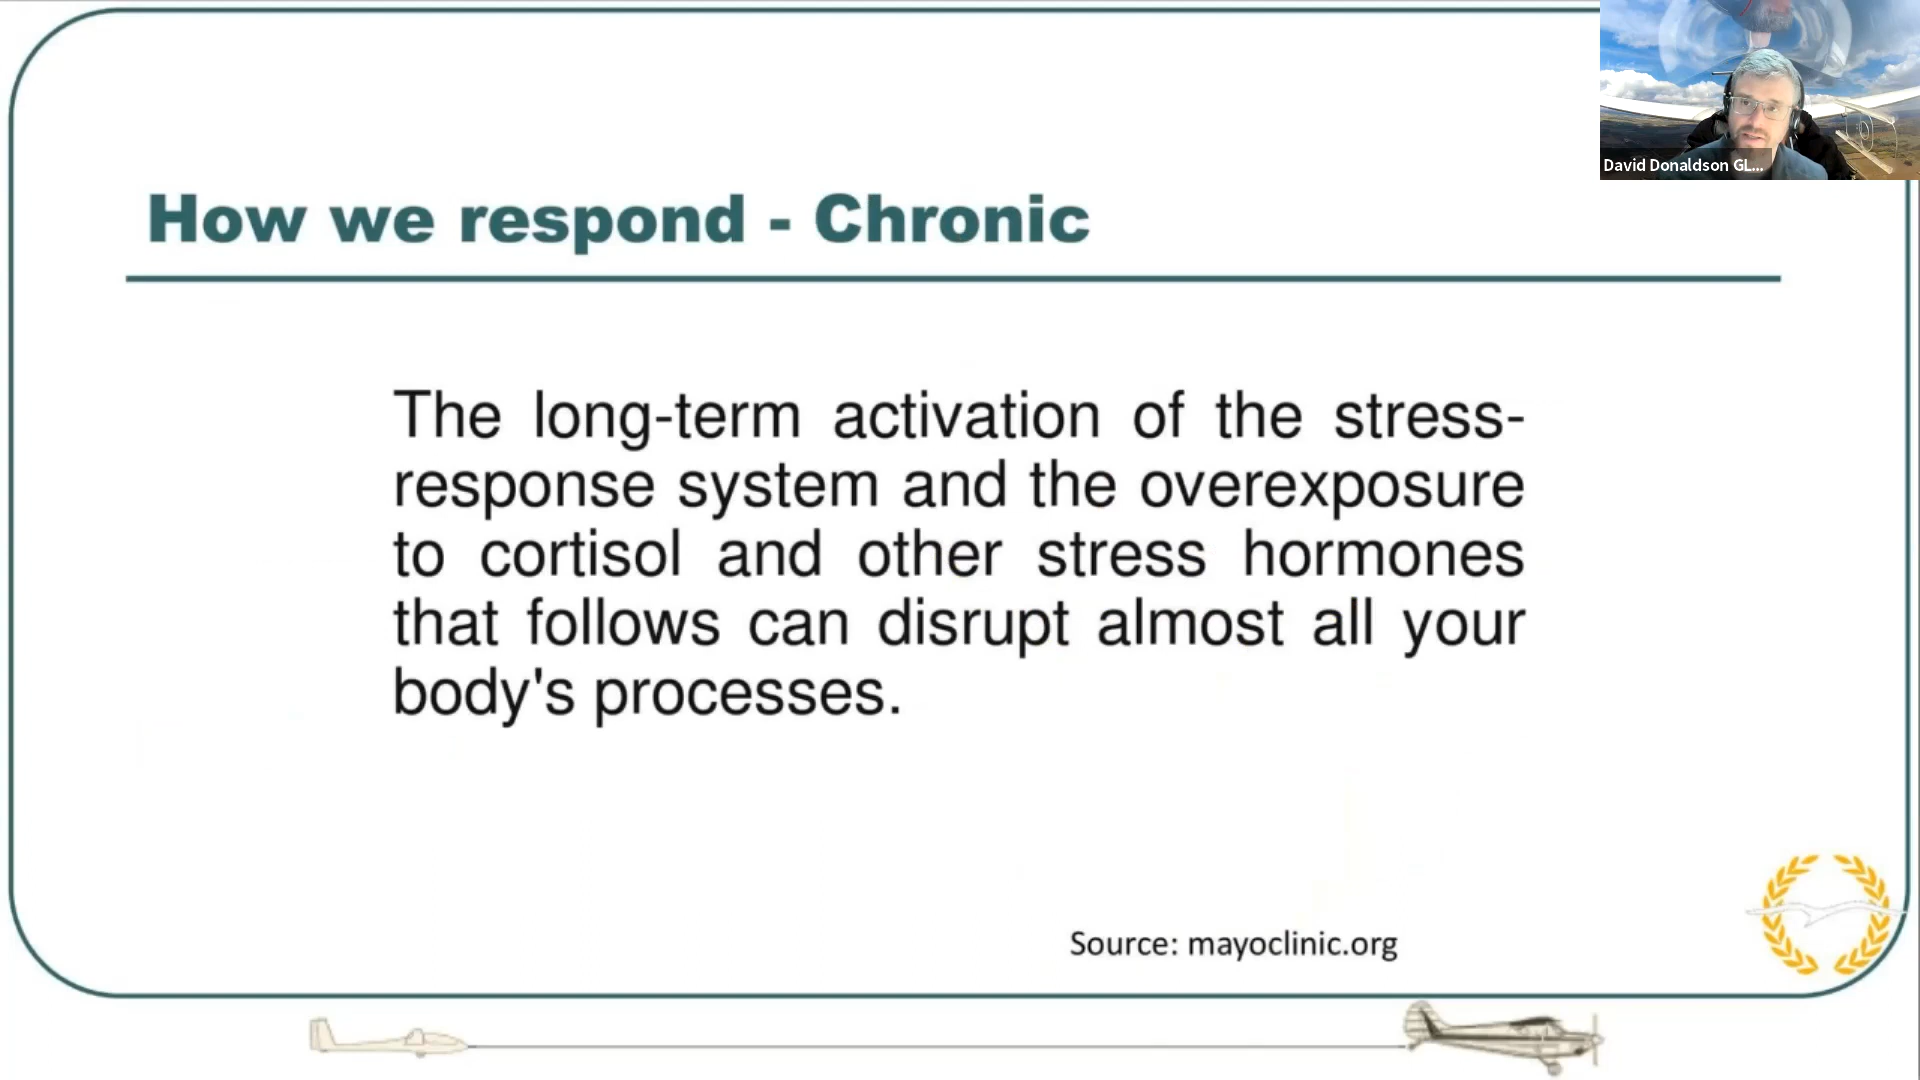 David Donaldson GL...
How we respond - Chronic
The long-term activation of the stress-
response system and the overexposure
to cortisol and other stress hormones
that follows can disrupt almost all your
body's processes.
Source: mayoclinic.org